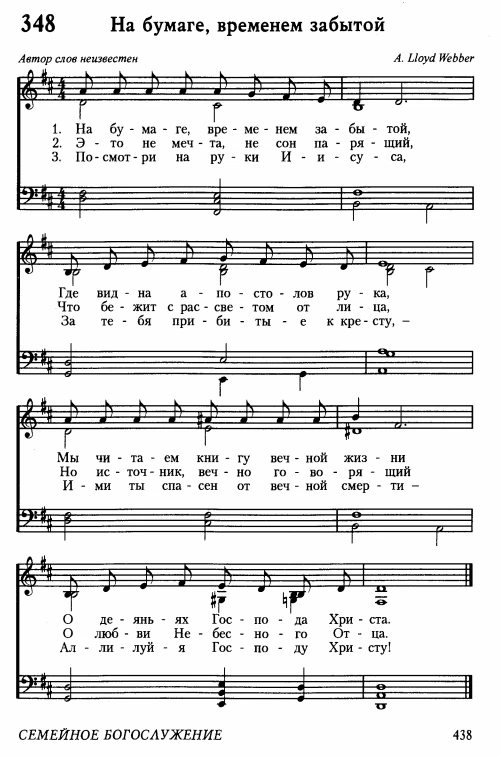 348 На бумаге, временем забытой
Автор слов неизвестен A. Lloyd Webber
1. На бу - ма - ге, вре - ме - нем за - бы - той,
2. Э - то не меч - та, не сон па - ря - щий,
3. По - смот - ри на ру - ки И - и - су - са,
Где вид - на а - по - сто - лов ру - ка,
Что бе - жит с рас - све - том от ли - ца,
За те - бя при - би - ты - е к кре - сту, –
Мы чи - та - ем кни - гу веч - ной жиз - ни
Но ис - точ - ник, веч - но го - во - ря - щий
И - ми ты спа - сен от веч - ной смер - ти –
О де - янь - ях Гос - по - да Хри - ста.
О люб - ви Не - бес - но - го От - ца.
Ал - ли - луй - я Гос - по - ду Хри - сту!
СЕМЕЙНОЕ БОГОСЛУЖЕНИЕ 438